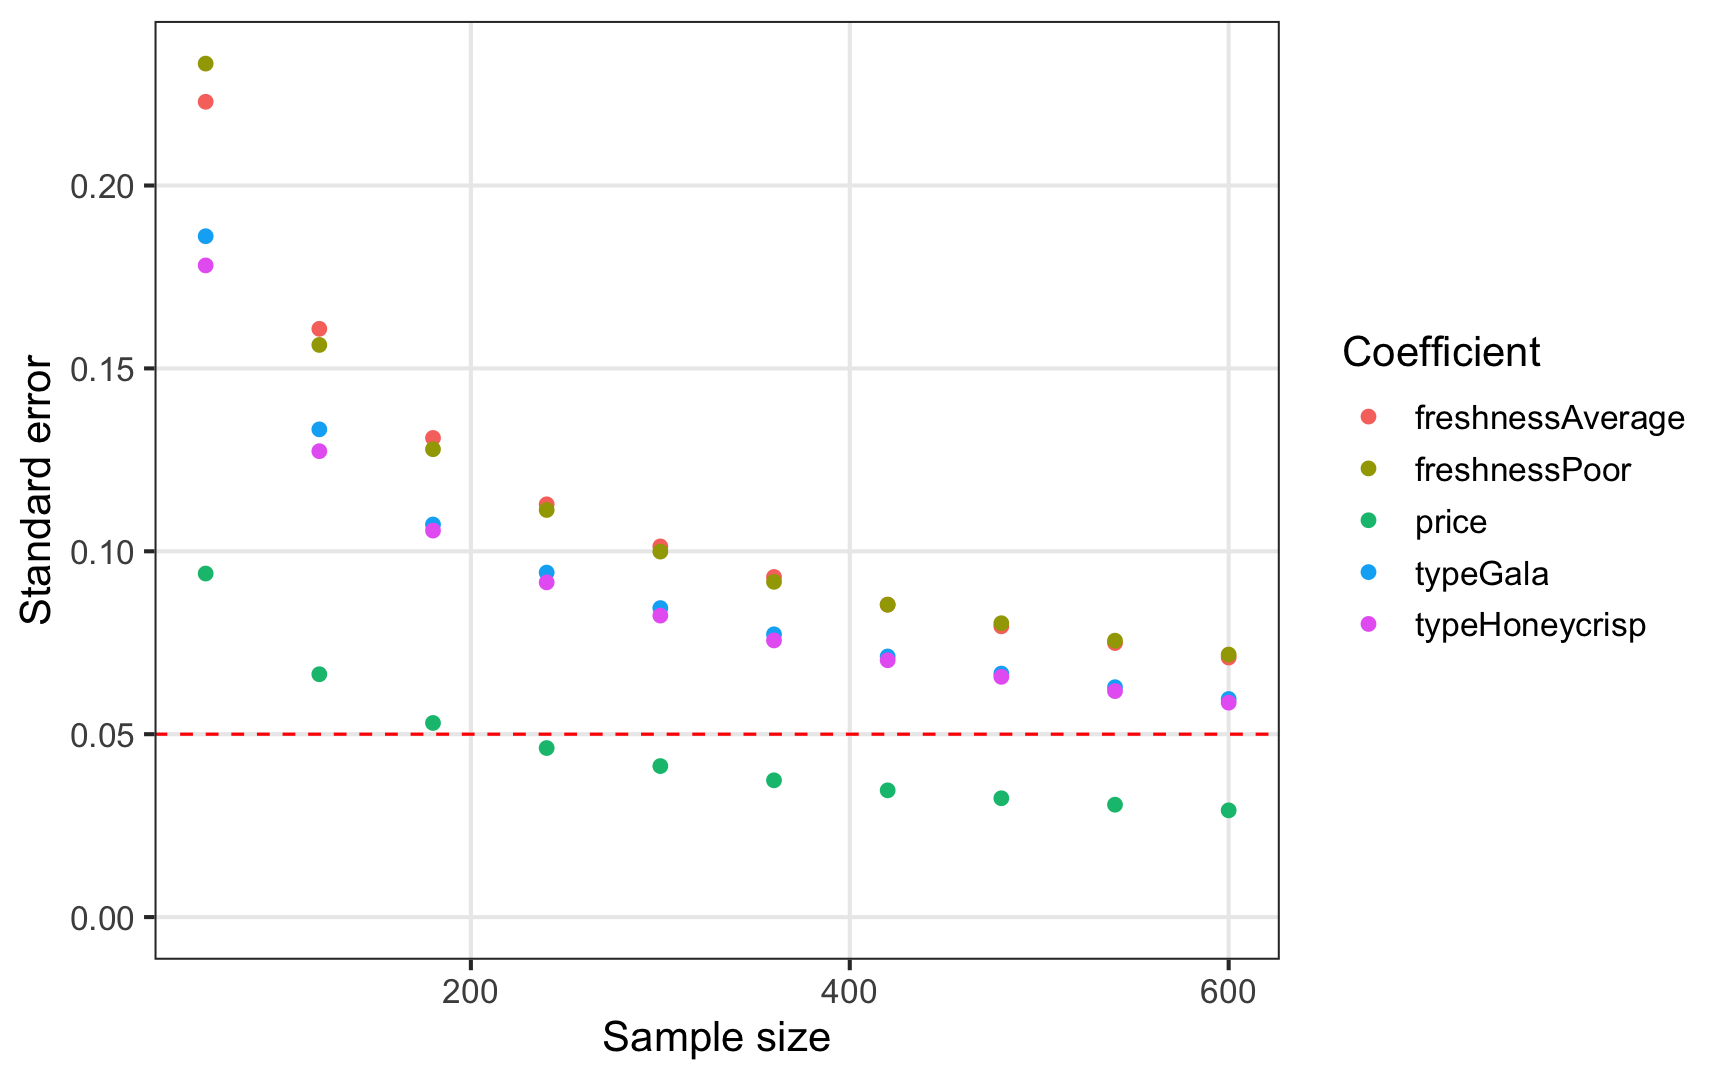 0.20
0.15
0.10
0.05
0.00
Standard error
200 400 600
Sample size
Coefficient
freshnessAverage
freshnessPoor
price
typeGala
typeHoneycrisp